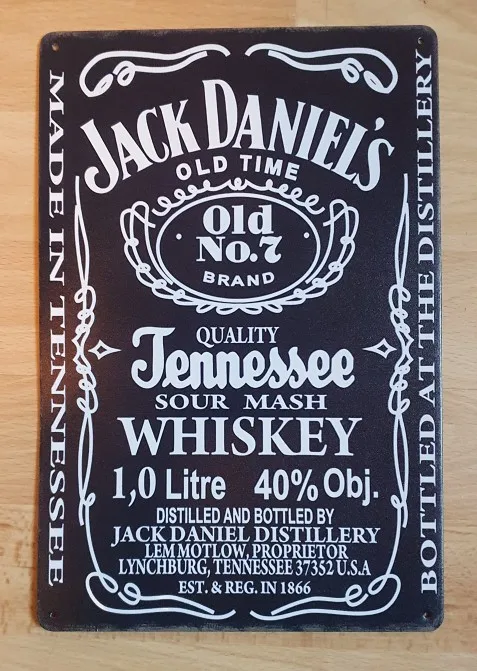 JACK DANIEL'S
OLD TIME
Old
No.7
BRAND
QUALITY
Tennessee
SOUR MASH
WHISKEY
1,0 Litre 40% Obj.
DISTILLED AND BOTTLED BY
JACK DANIEL DISTILLERY
LEM MOTLOW, PROPRIETOR
LYNCHBURG, TENNESSEE 37352 U.S.A
EST. & REG. IN 1866
MADE IN TENNESSEE
BOTTLED AT THE DISTILLERY